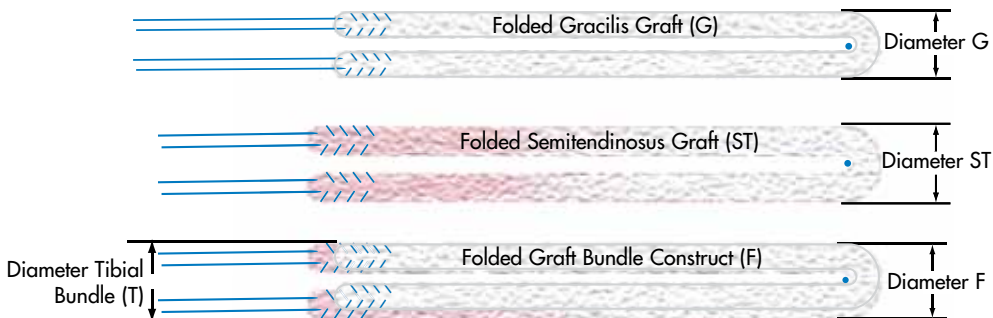 Folded Gracilis Graft (G)
Diameter G
Folded Semitendinosus Graft (ST)
Diameter ST
Folded Graft Bundle Construct (F)
Diameter Tibial
Bundle (T)
Diameter F